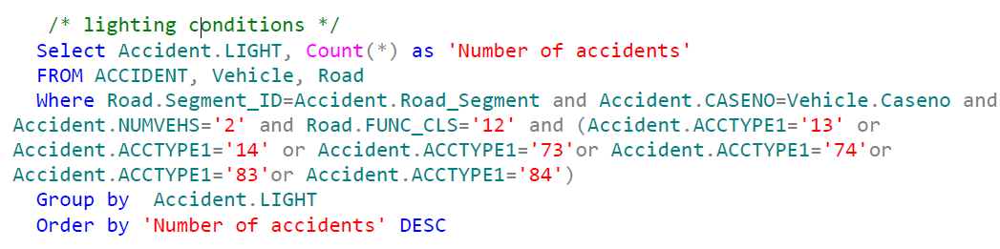 /* lighting conditions */
Select Accident.LIGHT, Count(*) as 'Number of accidents'
FROM ACCIDENT, Vehicle, Road
Where Road.Segment_ID=Accident.Road_Segment and Accident.CASENO=Vehicle.Caseno and
Accident.NUMVEHS='2' and Road.FUNC_CLS='12' and (Accident.ACCTYPE1='13' or
Accident.ACCTYPE1='14' or Accident.ACCTYPE1='73'or Accident.ACCTYPE1='74'or
Accident.ACCTYPE1='83'or Accident.ACCTYPE1='84')
Group by  Accident.LIGHT
Order by 'Number of accidents' DESC